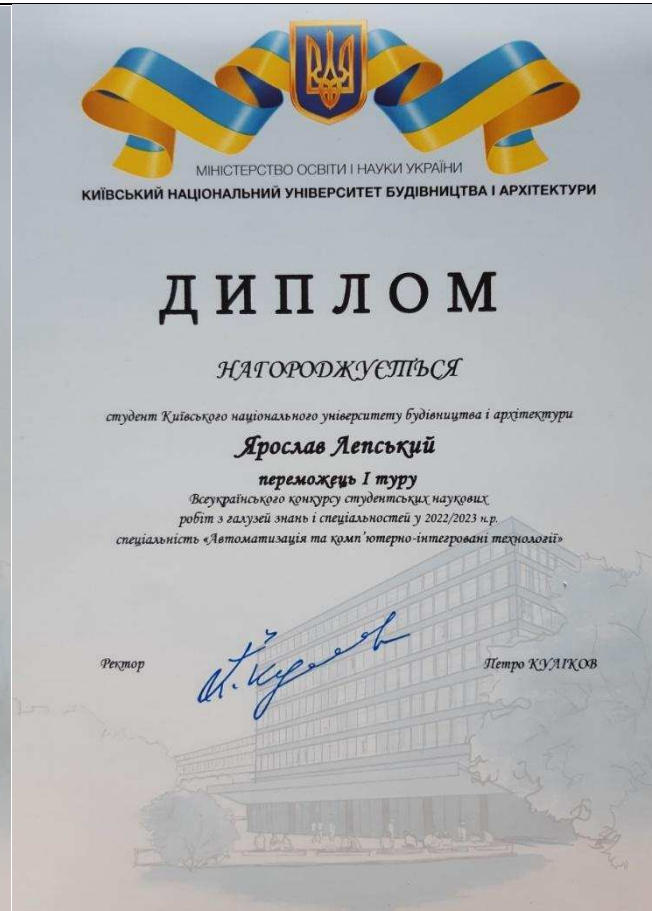 МІНІСТЕРСТВО ОСВІТИ І НАУКИ УКРАЇНИ
КИЇВСЬКИЙ НАЦІОНАЛЬНИЙ УНІВЕРСИТЕТ БУДІВНИЦТВА І АРХІТЕКТУРИ
ДИПЛОМ
НАГОРОДЖУЄТЬСЯ
студент Київського національного університету будівництва і архітектури
Ярослав Лепський
переможець І туру
Всеукраїнського конкурсу студентських наукових
робіт з галузей знань і спеціальностей у 2022/2023 н.р.
спеціальність «Автоматизація та комп'ютерно-інтегровані технології»
Ректор
Петро КУЛІКОВ